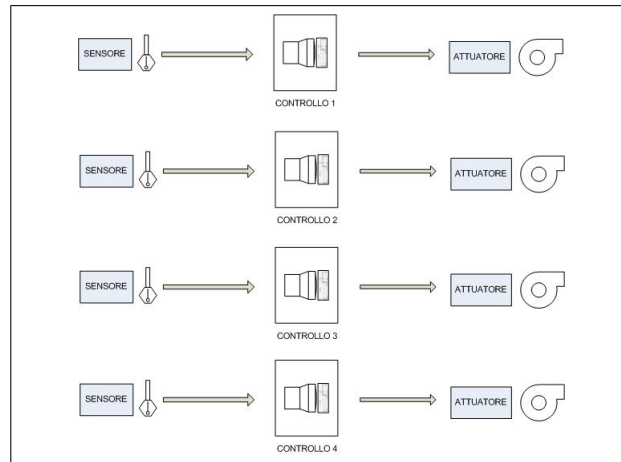 SENSORE
ATTUATORE
CONTROLLO 1
SENSORE
ATTUATORE
CONTROLLO 2
SENSORE
ATTUATORE
CONTROLLO 3
SENSORE
ATTUATORE
CONTROLLO 4